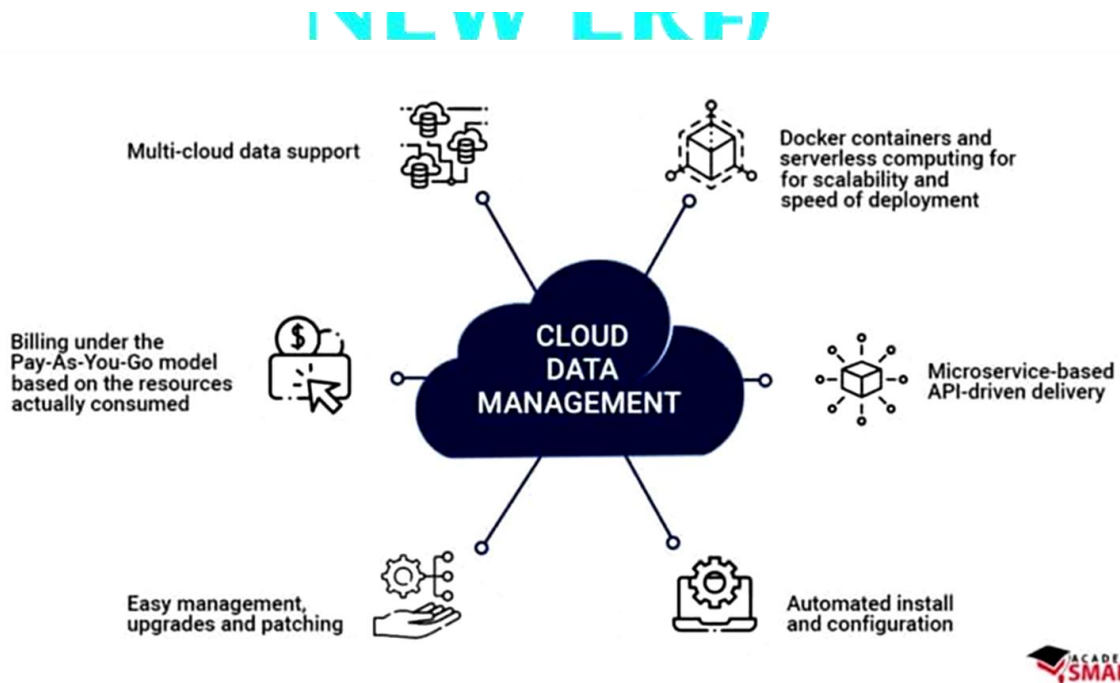 NEW ERA
Multi-cloud data support
Docker containers and
serverless computing for
for scalability and
speed of deployment
Billing under the
Pay-As-You-Go model
based on the resources
actually consumed
CLOUD
DATA
MANAGEMENT
Microservice-based
API-driven delivery
Easy management,
upgrades and patching
Automated install
and configuration